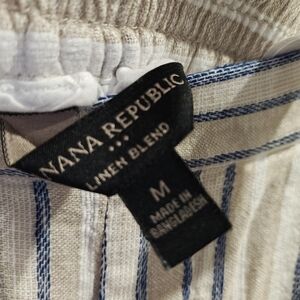 NANA REPUBLIC
LINEN BLEND
M
MADE IN
BANGLADESH